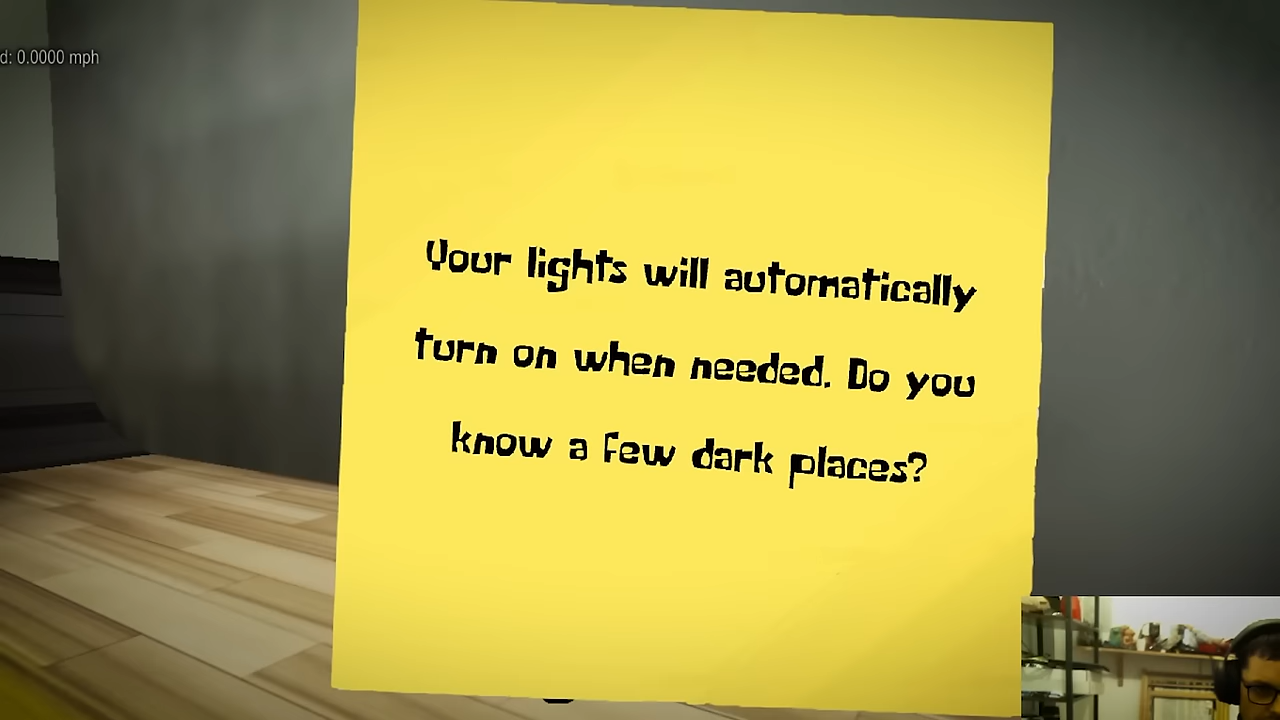 d: 0.0000 mph
Your lights will automatically
turn on when needed. Do you
know a few dark places?